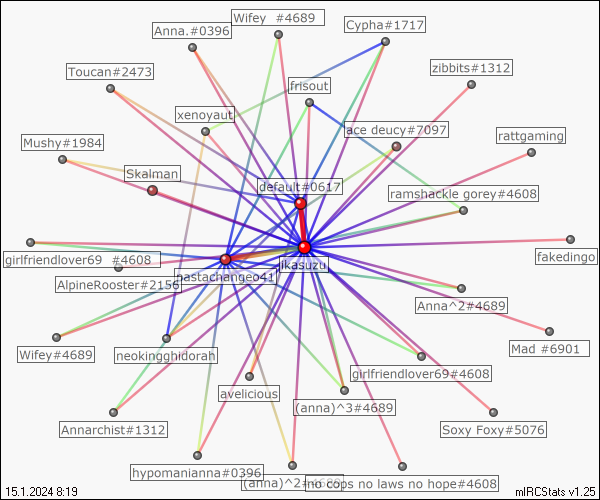 Wifey  #4689
Anna.#0396
Cypha#1717
Toucan#2473
zibbits#1312
frisout
xenoyaut
ace deucy#7097
Mushy#1984
rattgaming
Skalman
default#0617
ramshackle gorey#4608
girlfriendlover69  #4608
fakedingo
ikasuzu
nastachangeo41
AlpineRooster#2156
Anna^2#4689
Wifey#4689
neokingghidorah
Mad #6901
girlfriendlover69#4608
avelicious
(anna)^3#4689
Annarchist#1312
Soxy Foxy#5076
hypomanianna#0396
(anna)^2#4689
no cops no laws no hope#4608
15.1.2024 8:19
mIRCStats v1.25